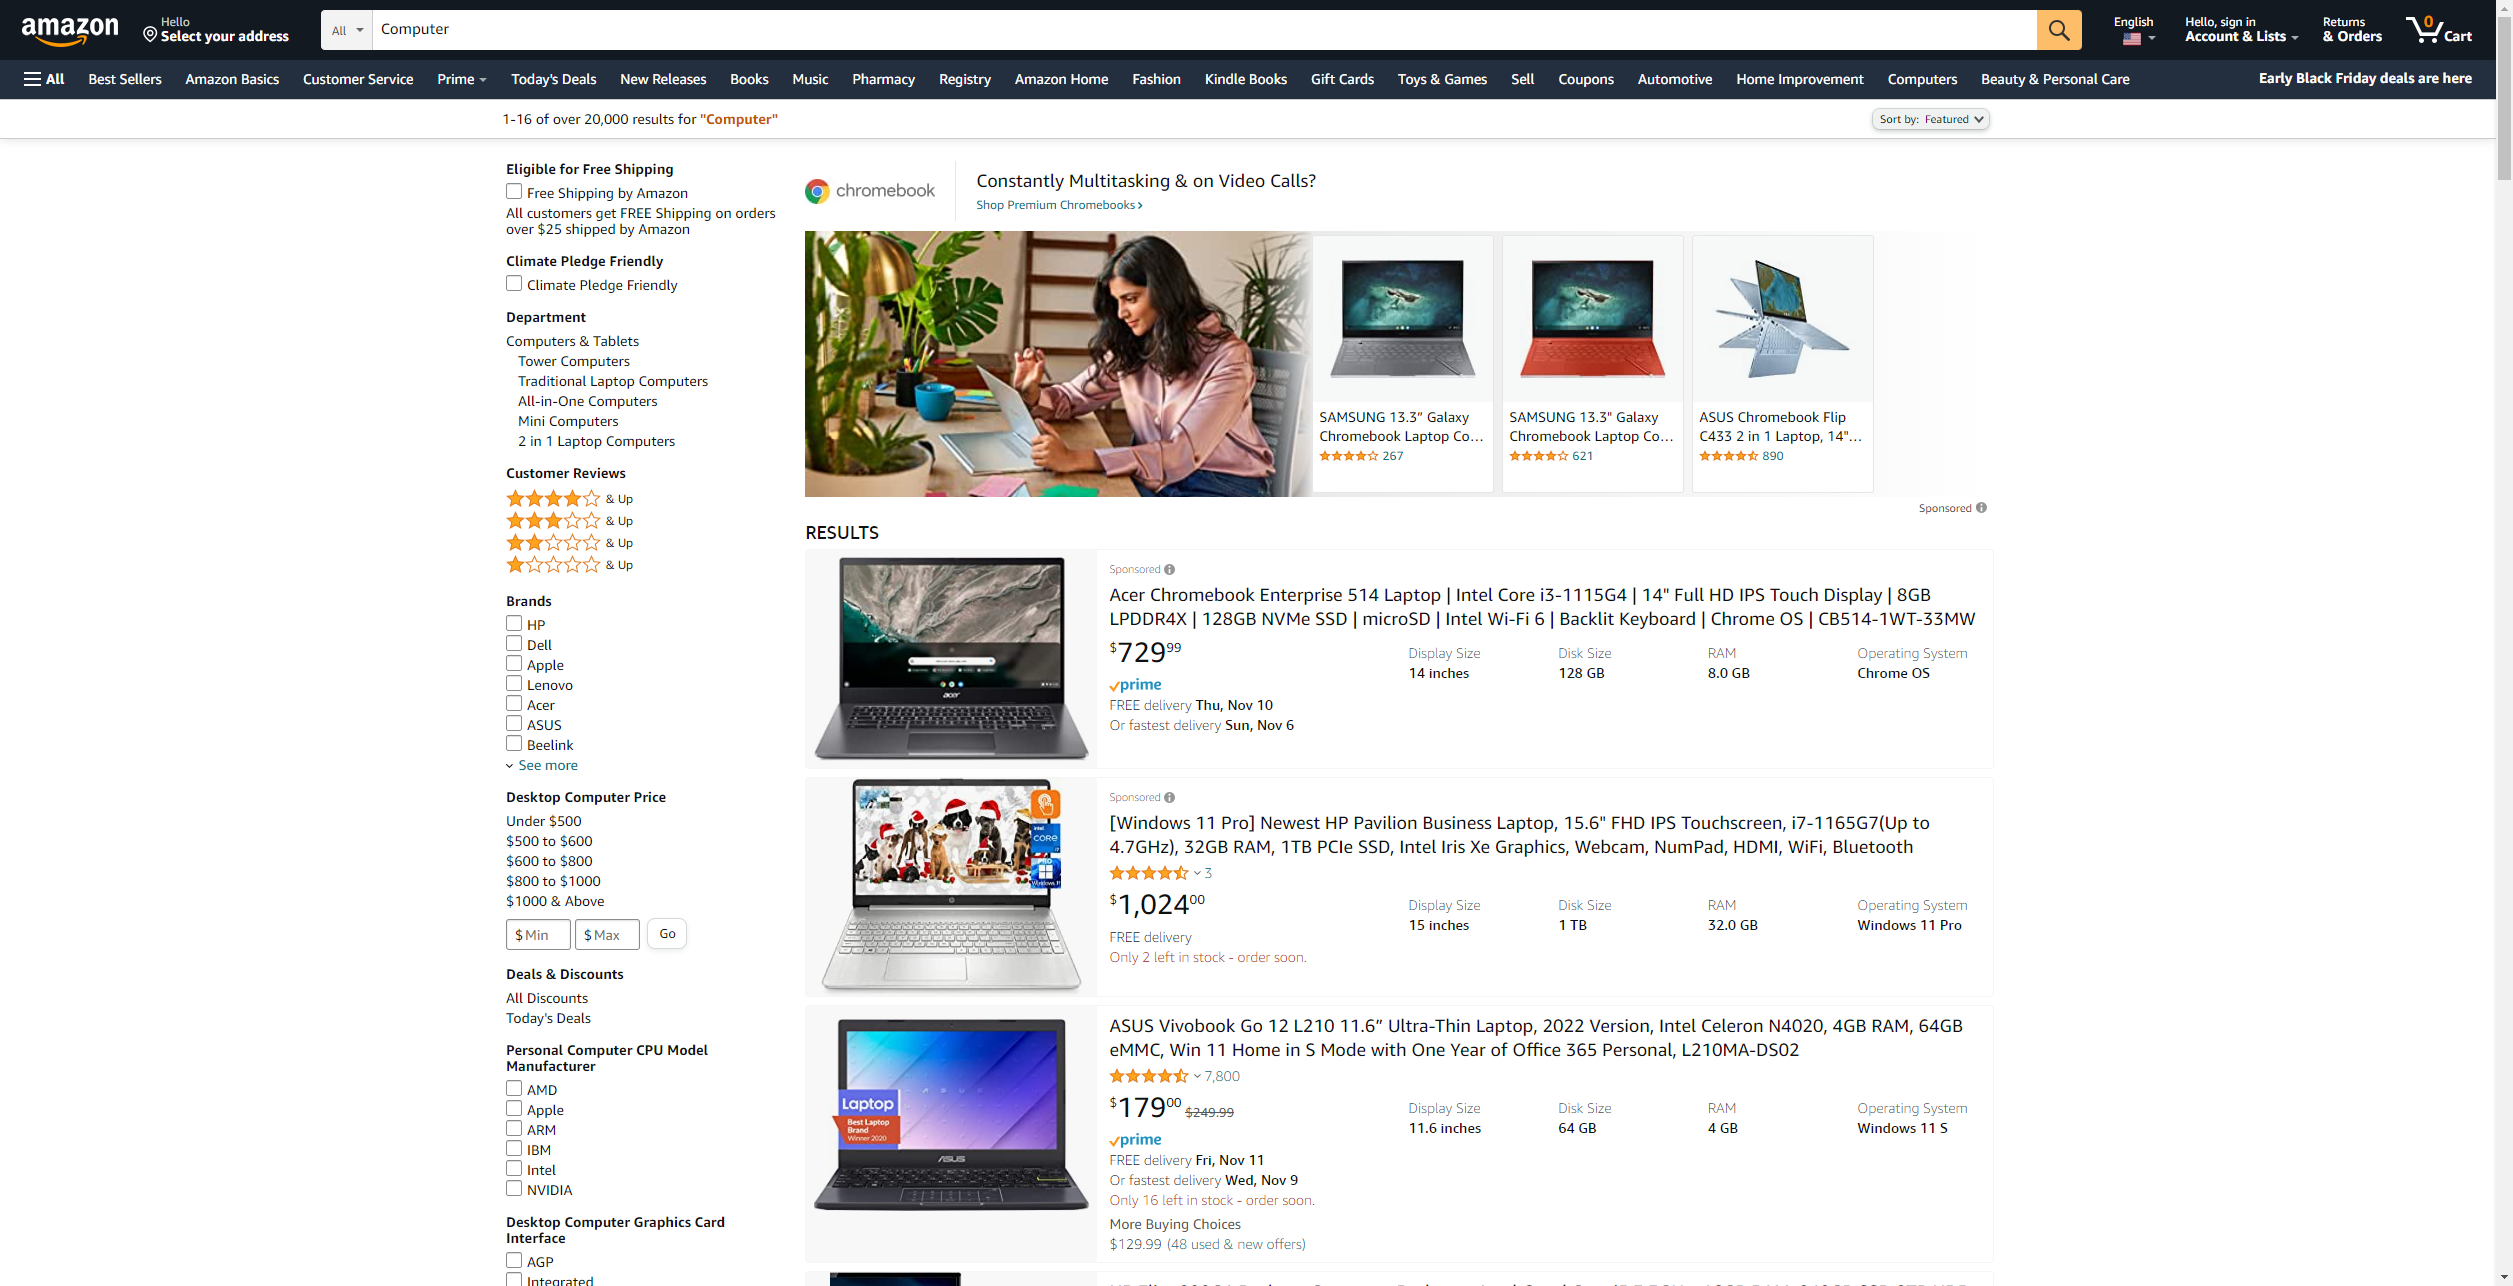 amazon
Hello
Select your address
All
Computer
English
Hello, sign in
Account & Lists
Returns
& Orders
0
Cart
All
Best Sellers
Amazon Basics
Customer Service
Prime
Today's Deals
New Releases
Books
Music
Pharmacy
Registry
Amazon Home
Fashion
Kindle Books
Gift Cards
Toys & Games
Sell
Coupons
Automotive
Home Improvement
Computers
Beauty & Personal Care
Early Black Friday deals are here
1-16 of over 20,000 results for "Computer"
Sort by: Featured
Eligible for Free Shipping
Free Shipping by Amazon
All customers get FREE Shipping on orders
over $25 shipped by Amazon
Climate Pledge Friendly
Climate Pledge Friendly
Department
Computers & Tablets
Tower Computers
Traditional Laptop Computers
All-in-One Computers
Mini Computers
2 in 1 Laptop Computers
Customer Reviews
& Up
& Up
& Up
& Up
Brands
HP
Dell
Apple
Lenovo
Acer
ASUS
Beelink
See more
Desktop Computer Price
Under $500
$500 to $600
$600 to $800
$800 to $1000
$1000 & Above
$ Min
$ Max
Go
Deals & Discounts
All Discounts
Today's Deals
Personal Computer CPU Model
Manufacturer
AMD
Apple
ARM
IBM
Intel
NVIDIA
Desktop Computer Graphics Card
Interface
AGP
Integrated
chromebook
Constantly Multitasking & on Video Calls?
Shop Premium Chromebooks ›
SAMSUNG 13.3” Galaxy
Chromebook Laptop Co…
267
SAMSUNG 13.3" Galaxy
Chromebook Laptop Co…
621
ASUS Chromebook Flip
C433 2 in 1 Laptop, 14"…
890
Sponsored
RESULTS
acer
Sponsored
Acer Chromebook Enterprise 514 Laptop | Intel Core i3-1115G4 | 14" Full HD IPS Touch Display | 8GB
LPDDR4X | 128GB NVMe SSD | microSD | Intel Wi-Fi 6 | Backlit Keyboard | Chrome OS | CB514-1WT-33MW
$729 99
prime
FREE delivery Thu, Nov 10
Or fastest delivery Sun, Nov 6
Display Size
14 inches
Disk Size
128 GB
RAM
8.0 GB
Operating System
Chrome OS
intel
CORE
i7
PRO
Windows 11
Sponsored
[Windows 11 Pro] Newest HP Pavilion Business Laptop, 15.6" FHD IPS Touchscreen, i7-1165G7(Up to
4.7GHz), 32GB RAM, 1TB PCIe SSD, Intel Iris Xe Graphics, Webcam, NumPad, HDMI, WiFi, Bluetooth
3
$1,024 00
FREE delivery
Only 2 left in stock - order soon.
Display Size
15 inches
Disk Size
1 TB
RAM
32.0 GB
Operating System
Windows 11 Pro
Laptop
Best Laptop
Brand
Winner 2020
ASUS
ASUS Vivobook Go 12 L210 11.6” Ultra-Thin Laptop, 2022 Version, Intel Celeron N4020, 4GB RAM, 64GB
eMMC, Win 11 Home in S Mode with One Year of Office 365 Personal, L210MA-DS02
7,800
$179 00 $249.99
prime
FREE delivery Fri, Nov 11
Or fastest delivery Wed, Nov 9
Only 16 left in stock - order soon.
More Buying Choices
$129.99 (48 used & new offers)
Display Size
11.6 inches
Disk Size
64 GB
RAM
4 GB
Operating System
Windows 11 S